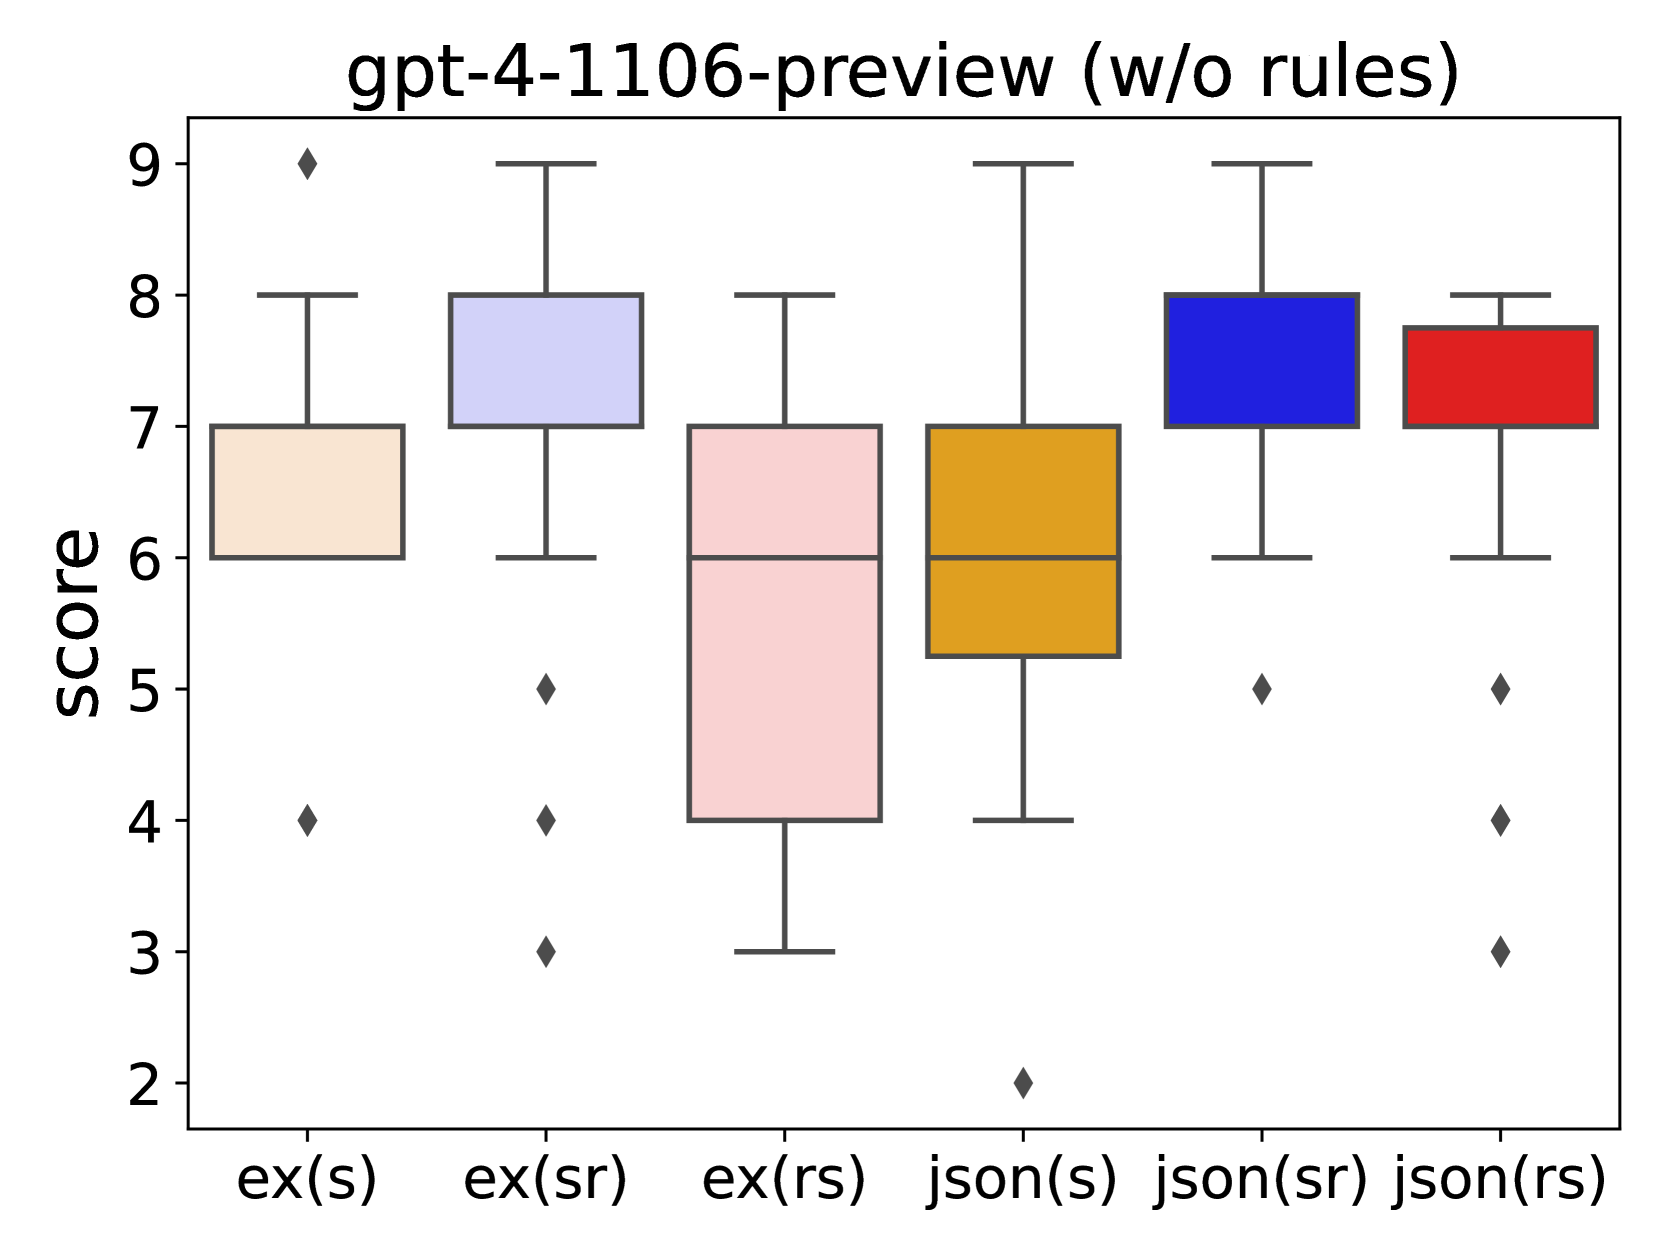 gpt-4-1106-preview (w/o rules)
score
9
8
7
6
5
4
3
2
ex(s) ex(sr) ex(rs) json(s) json(sr) json(rs)